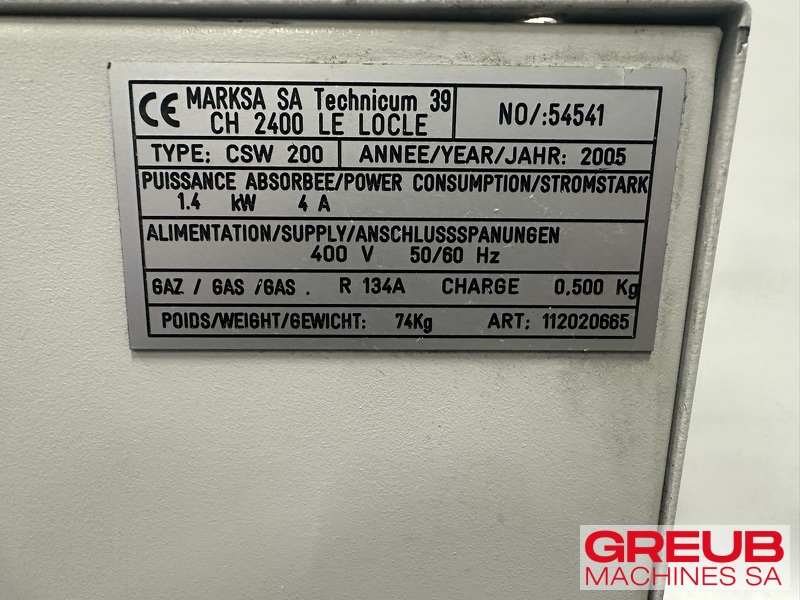 CE MARKSA SA Technicum 39
CH 2400 LE LOCLE
NO/:54541
TYPE: CSW 200
ANNEE/YEAR/JAHR: 2005
PUISSANCE ABSORBEE/POWER CONSUMPTION/STROMSTARK
1.4 kW 4 A
ALIMENTATION/SUPPLY/ANSCHLUSSSPANUNGEN
400 V 50/60 Hz
GAZ / GAS /GAS . R 134A CHARGE 0.500 Kg
POIDS/WEIGHT/GEWICHT: 74Kg ART: 112020665
GREUB
MACHINES SA